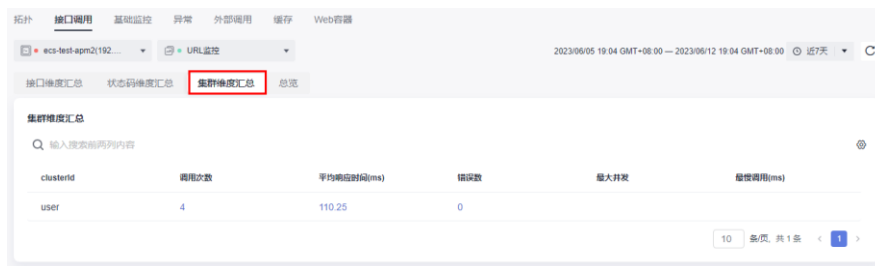 拓扑 接口调用 基础监控 异常 外部调用 缓存 Web容器
ecs-test-apm2(192.... URL监控 2023/06/05 19:04 GMT+08:00 — 2023/06/12 19:04 GMT+08:00 近7天
接口维度汇总 状态码维度汇总 集群维度汇总 总览
集群维度汇总
输入搜索前两列内容
clusterId 调用次数 平均响应时间(ms) 错误数 最大并发 最慢调用(ms)
user 4 110.25 0
10 条/页, 共 1 条 < 1 >